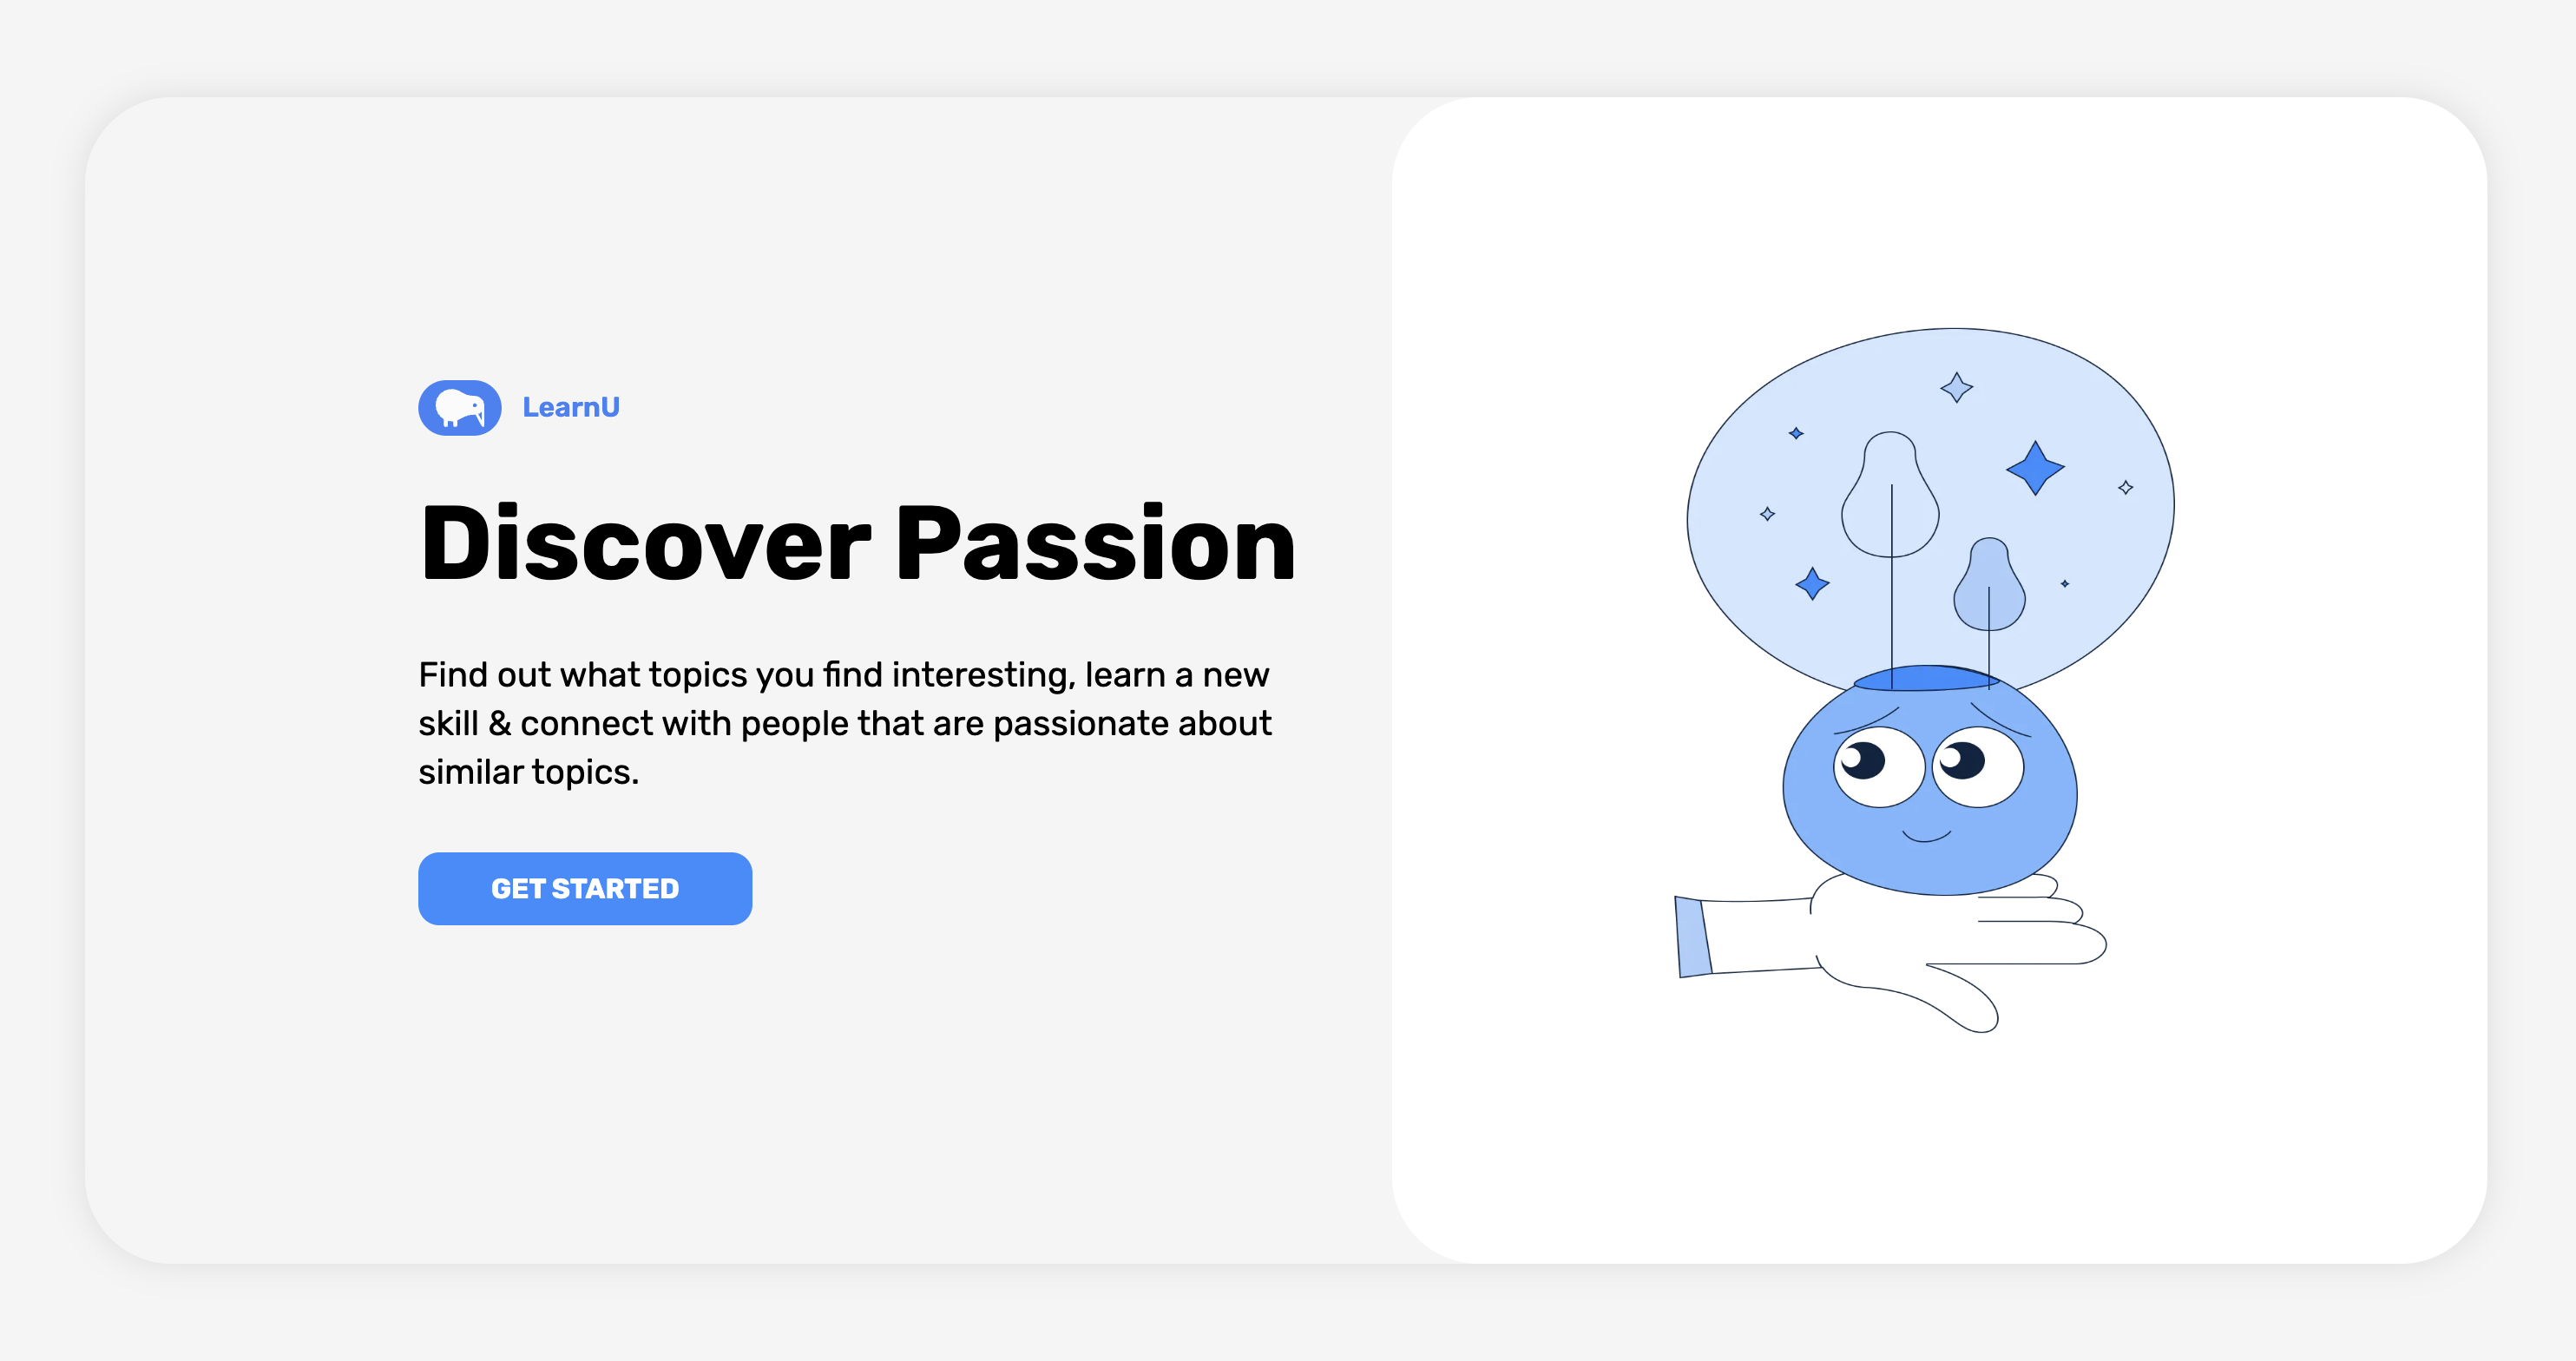 LearnU
Discover Passion
Find out what topics you find interesting, learn a new
skill & connect with people that are passionate about
similar topics.
GET STARTED